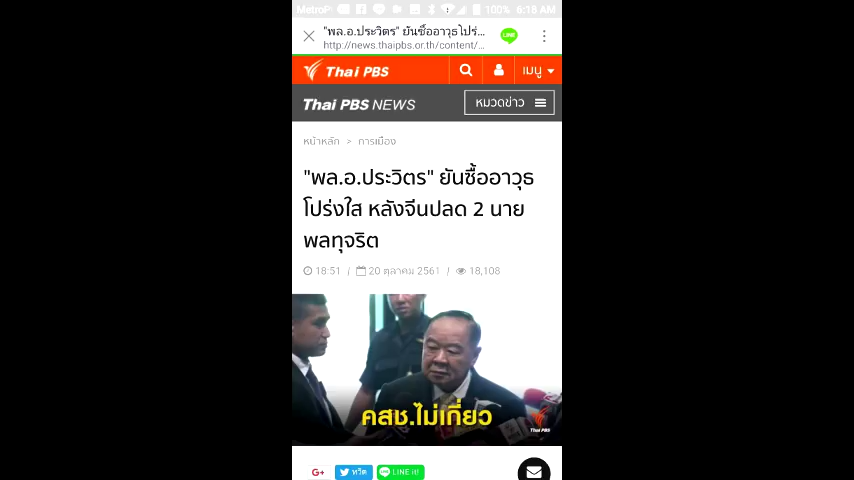 MetroP 100% 6:18 AM
"พล.อ.ประวิตร" ยันซื้ออาวุธโปร่...
LINE
http://news.thaipbs.or.th/content/...
Thai PBS
เมนู
Thai PBS NEWS
หมวดข่าว
หน้าหลัก > การเมือง
"พล.อ.ประวิตร" ยันซื้ออาวุธ
โปร่งใส หลังจีนปลด 2 นาย
พลทุจริต
18:51 / 20 ตุลาคม 2561 / 18,108
คสช.ไม่เกี่ยว
Thai PBS
G+ ทวีต LINE it!